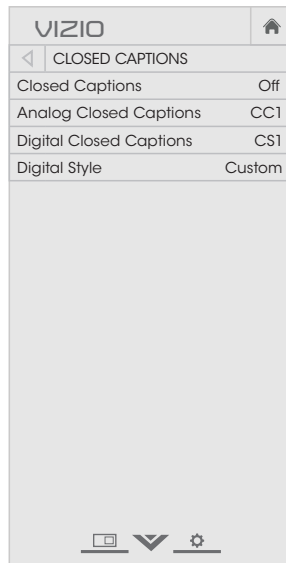 VIZIO
CLOSED CAPTIONS
Closed Captions Off
Analog Closed Captions CC1
Digital Closed Captions CS1
Digital Style Custom